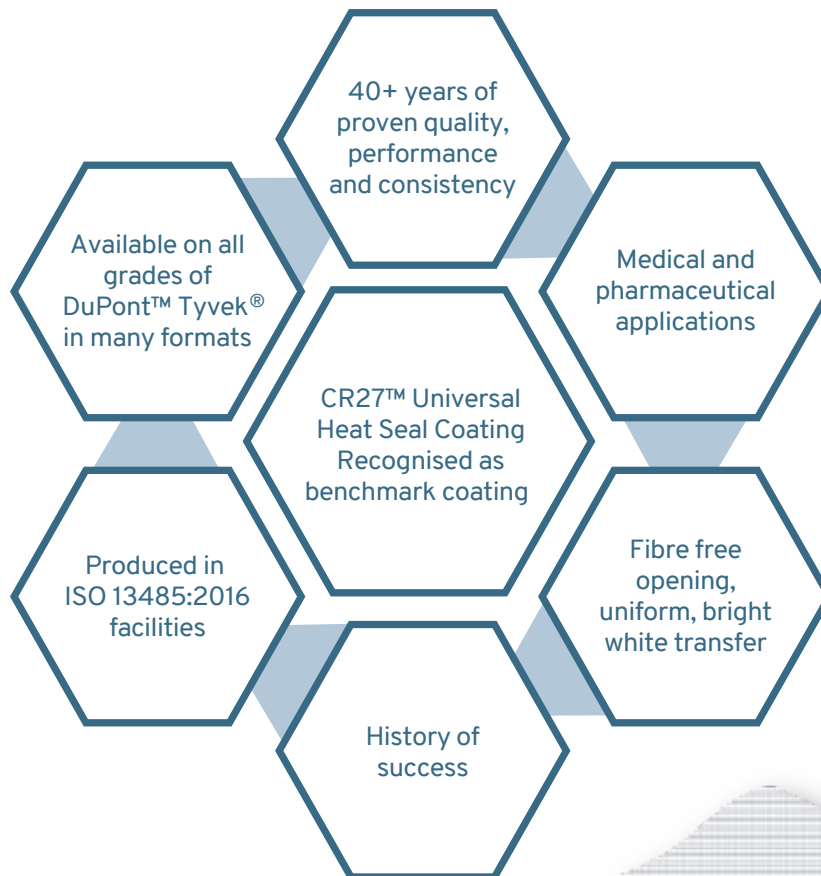 40+ years of
proven quality,
performance
and consistency
Available on all
grades of
DuPont™ Tyvek®
in many formats
Medical and
pharmaceutical
applications
CR27™ Universal
Heat Seal Coating
Recognised as
benchmark coating
Produced in
ISO 13485:2016
facilities
Fibre free
opening,
uniform, bright
white transfer
History of
success